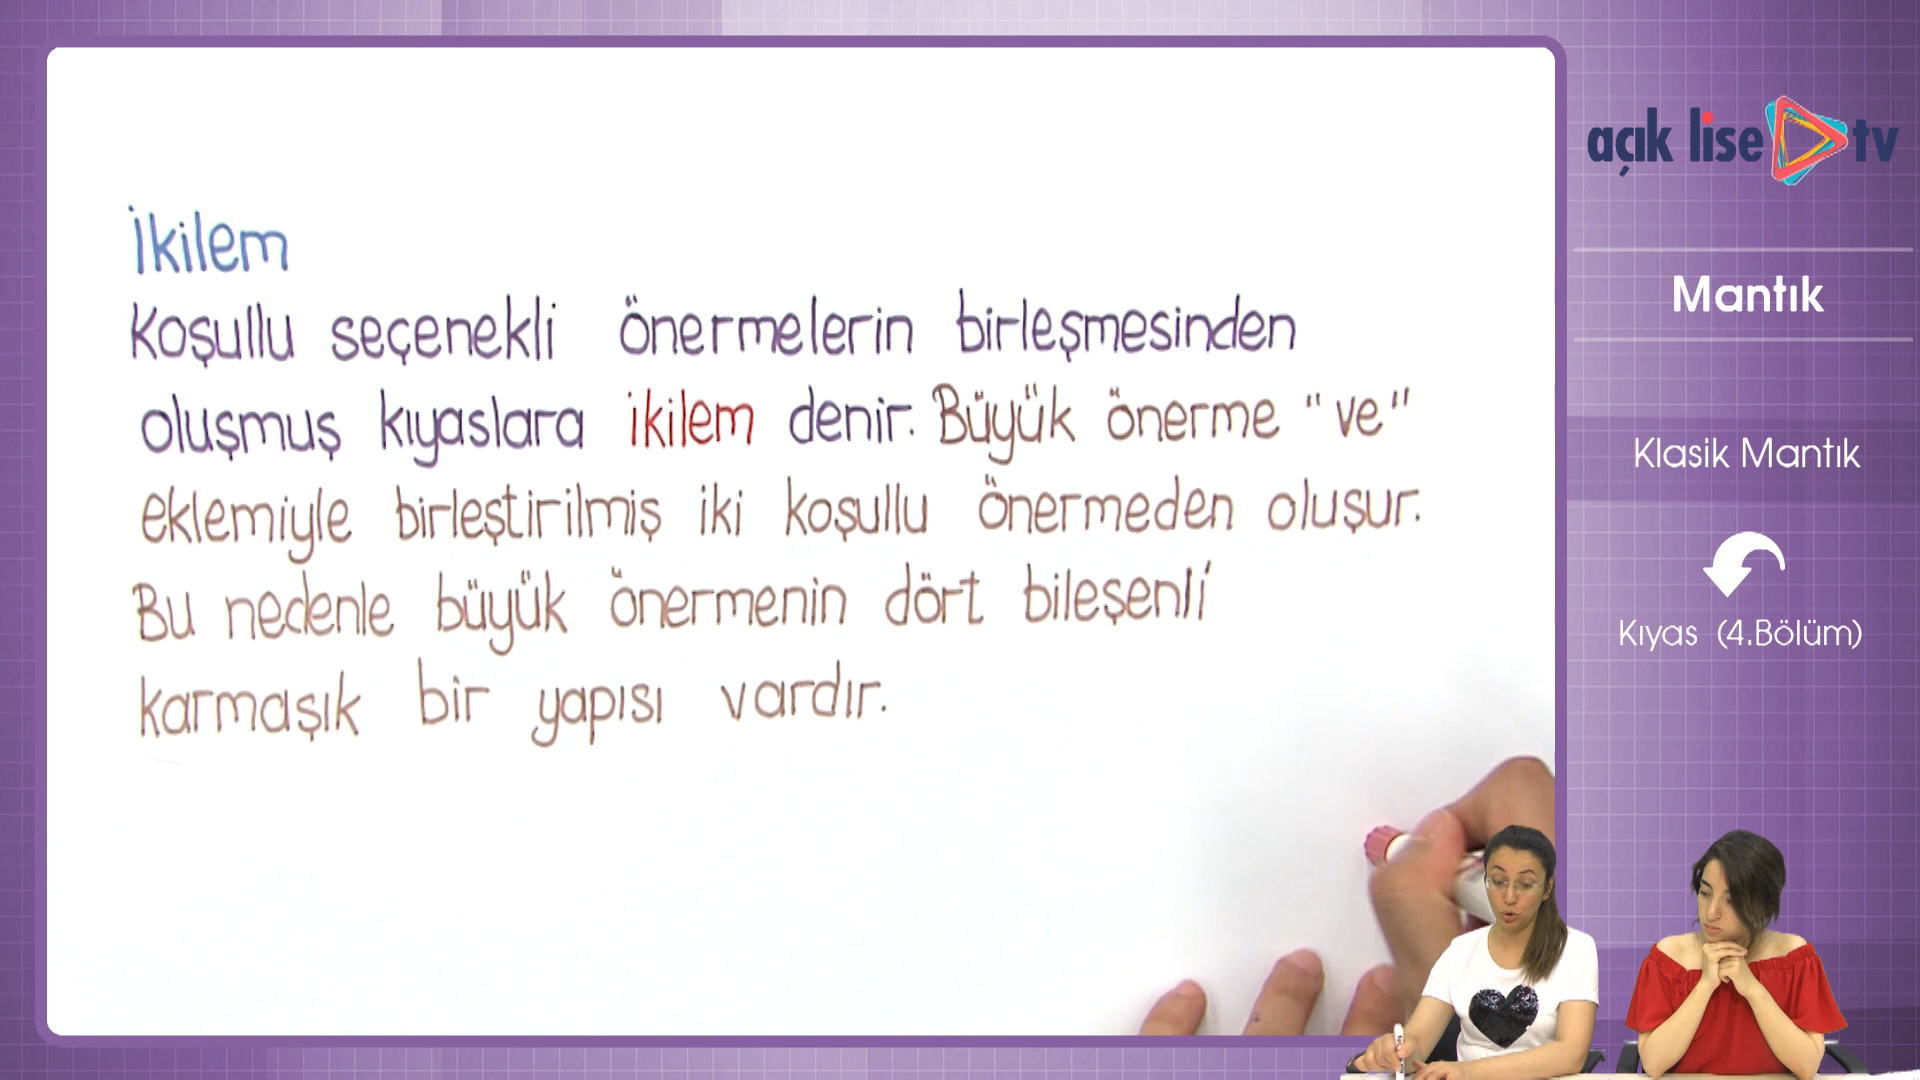 İkilem
Koşullu seçenekli önermelerin birleşmesinden
oluşmuş kıyaslara ikilem denir. Büyük önerme "ve"
eklemiyle birleştirilmiş iki koşullu önermeden oluşur.
Bu nedenle büyük önermenin dört bileşenli
karmaşık bir yapısı vardır.
açık lise tv
Mantık
Klasik Mantık
Kıyas (4.Bölüm)